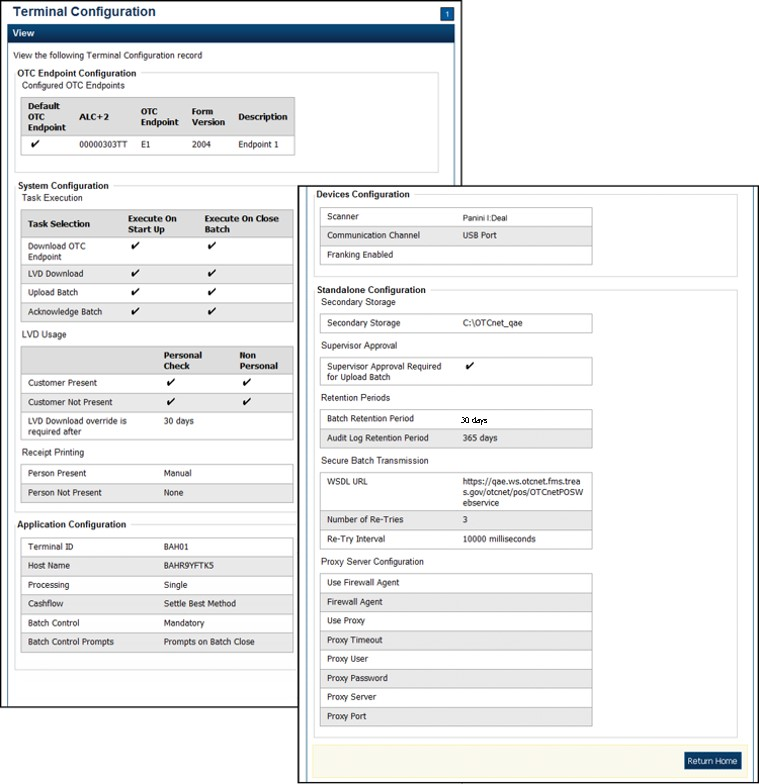 Terminal Configuration
1
View
View the following Terminal Configuration record
OTC Endpoint Configuration
Configured OTC Endpoints
Default OTC Endpoint ALC+2 OTC Endpoint Form Version Description
✔ 00000303TT E1 2004 Endpoint 1
System Configuration
Task Execution
Task Selection Execute On Start Up Execute On Close Batch
Download OTC Endpoint ✔ ✔
LVD Download ✔ ✔
Upload Batch ✔ ✔
Acknowledge Batch ✔ ✔
LVD Usage
Personal Check Non Personal
Customer Present ✔ ✔
Customer Not Present ✔ ✔
LVD Download override is required after 30 days
Receipt Printing
Person Present Manual
Person Not Present None
Application Configuration
Terminal ID BAH01
Host Name BAHR9YFTK5
Processing Single
Cashflow Settle Best Method
Batch Control Mandatory
Batch Control Prompts Prompts on Batch Close
Devices Configuration
Scanner Panini I:Deal
Communication Channel USB Port
Franking Enabled
Standalone Configuration
Secondary Storage
Secondary Storage C:\OTCnet_qae
Supervisor Approval
Supervisor Approval Required for Upload Batch ✔
Retention Periods
Batch Retention Period 30 days
Audit Log Retention Period 365 days
Secure Batch Transmission
WSDL URL https://qae.ws.otcnet.fms.treas.gov/otcnet/pos/OTCnetPOSWebservice
Number of Re-Tries 3
Re-Try Interval 10000 milliseconds
Proxy Server Configuration
Use Firewall Agent
Firewall Agent
Use Proxy
Proxy Timeout
Proxy User
Proxy Password
Proxy Server
Proxy Port
Return Home